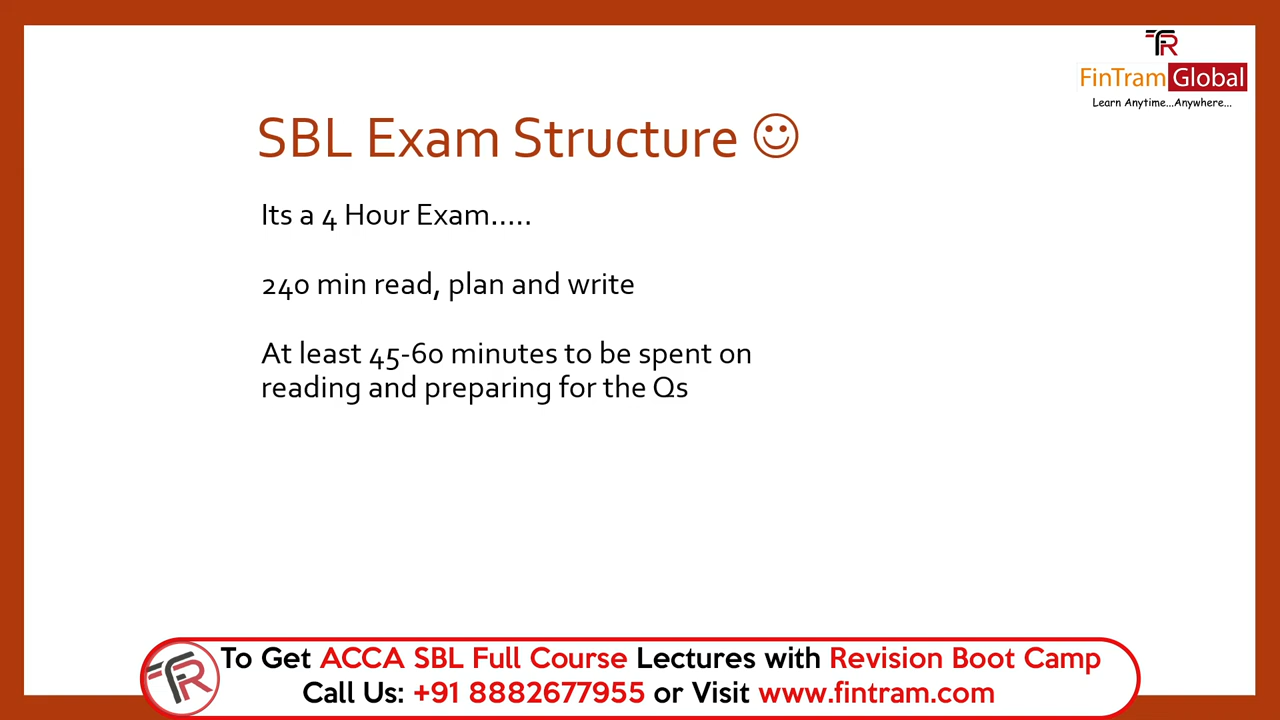 FinTram Global
Learn Anytime...Anywhere...
SBL Exam Structure ☺
Its a 4 Hour Exam.....
240 min read, plan and write
At least 45-60 minutes to be spent on
reading and preparing for the Qs
To Get ACCA SBL Full Course Lectures with Revision Boot Camp
Call Us: +91 8882677955 or Visit www.fintram.com